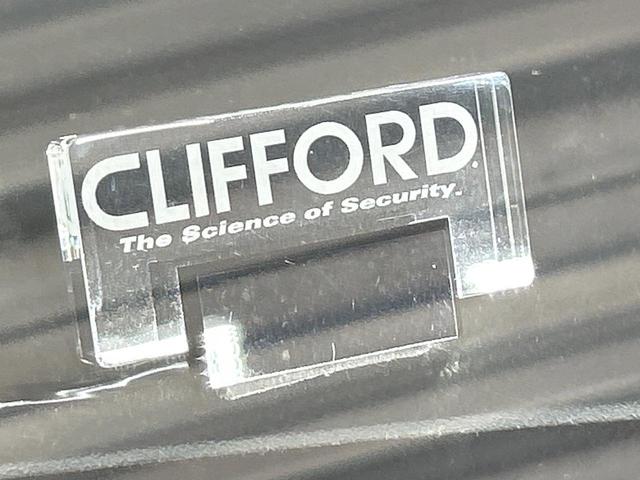 CLIFFORD.
The Science of Security.